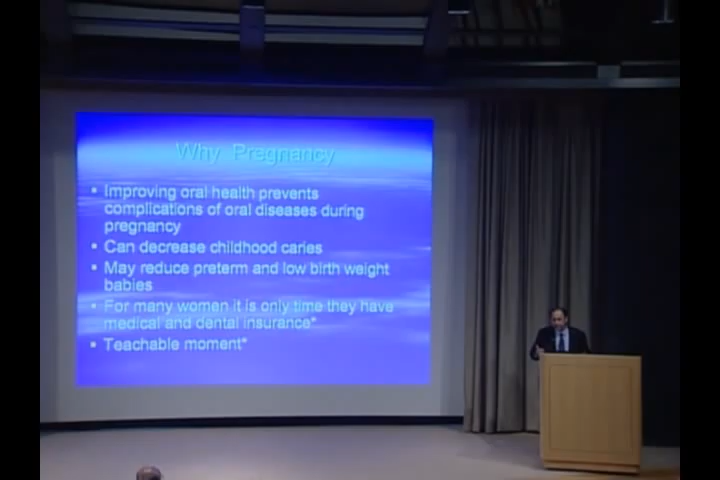 Why Pregnancy
▪ Improving oral health prevents
complications of oral diseases during
pregnancy
▪ Can decrease childhood caries
▪ May reduce preterm and low birth weight
babies
▪ For many women it is only time they have
medical and dental insurance*
▪ Teachable moment*